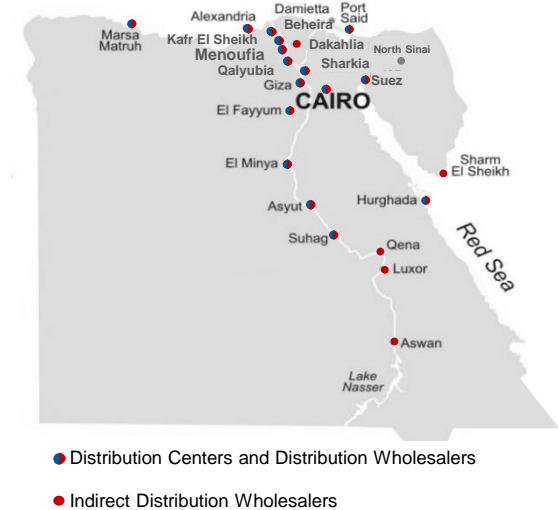 Damietta
Port
Said
Alexandria
Beheira
Marsa
Matruh
Kafr El Sheikh
Dakahlia
Menoufia
North Sinai
Qalyubia
Sharkia
Giza
Suez
CAIRO
El Fayyum
El Minya
Sharm
El Sheikh
Asyut
Hurghada
Suhag
Qena
Red Sea
Luxor
Aswan
Lake
Nasser
Distribution Centers and Distribution Wholesalers
Indirect Distribution Wholesalers